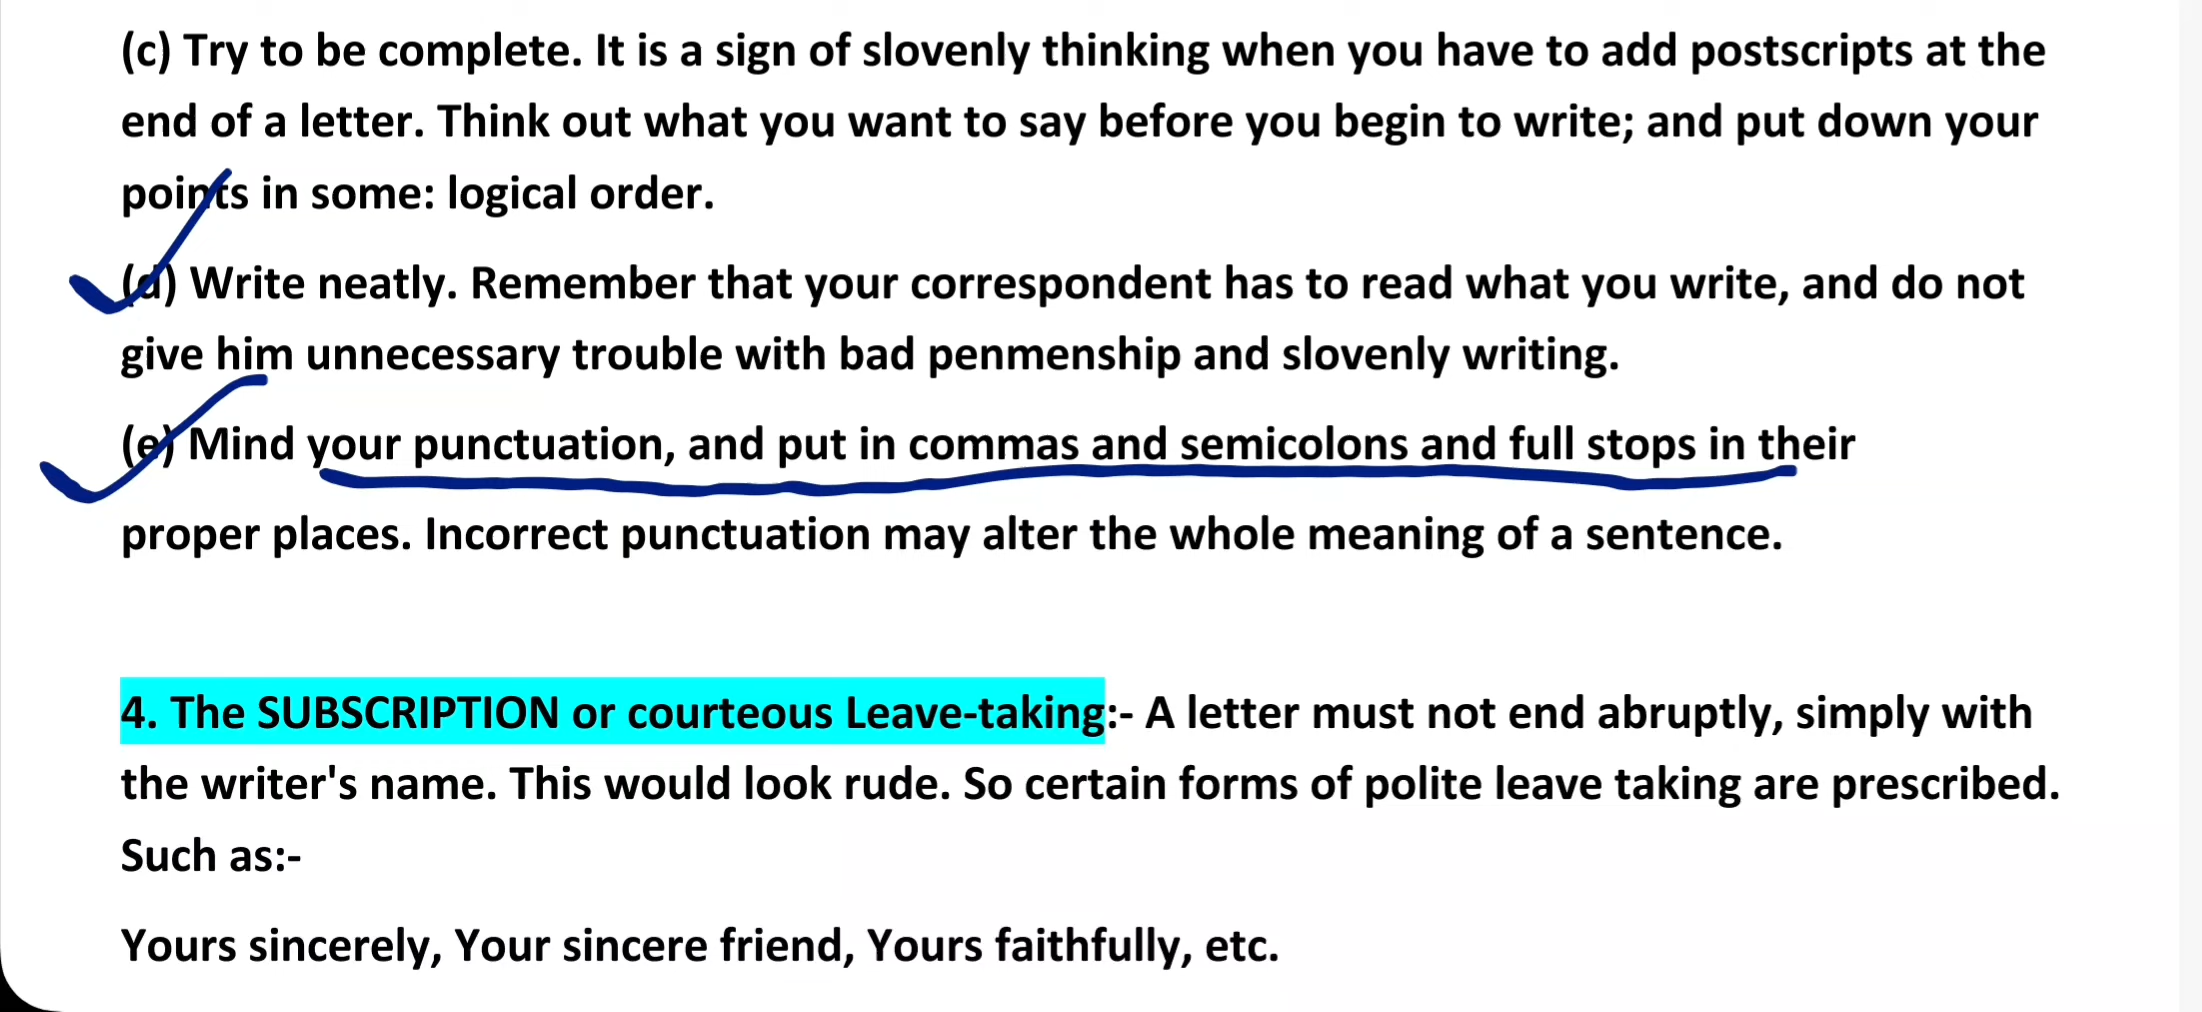 (c) Try to be complete. It is a sign of slovenly thinking when you have to add postscripts at the
end of a letter. Think out what you want to say before you begin to write; and put down your
points in some: logical order.
(d) Write neatly. Remember that your correspondent has to read what you write, and do not
give him unnecessary trouble with bad penmenship and slovenly writing.
(e) Mind your punctuation, and put in commas and semicolons and full stops in their
proper places. Incorrect punctuation may alter the whole meaning of a sentence.
4. The SUBSCRIPTION or courteous Leave-taking:- A letter must not end abruptly, simply with
the writer's name. This would look rude. So certain forms of polite leave taking are prescribed.
Such as:-
Yours sincerely, Your sincere friend, Yours faithfully, etc.